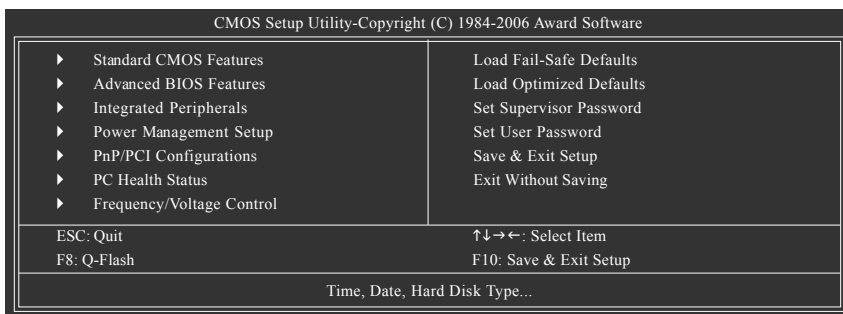 CMOS Setup Utility-Copyright (C) 1984-2006 Award Software
Standard CMOS Features
Advanced BIOS Features
Integrated Peripherals
Power Management Setup
PnP/PCI Configurations
PC Health Status
Frequency/Voltage Control
Load Fail-Safe Defaults
Load Optimized Defaults
Set Supervisor Password
Set User Password
Save & Exit Setup
Exit Without Saving
ESC: Quit
F8: Q-Flash
↑↓→←: Select Item
F10: Save & Exit Setup
Time, Date, Hard Disk Type...